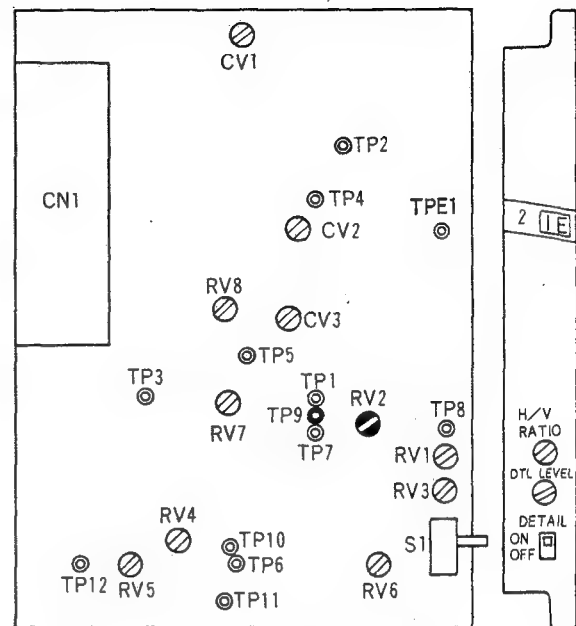 CV1
TP2
CN1
TP4
TPE1
2 IE
CV2
RV8
CV3
TP5
TP3
TP1
RV2
TP9
TP8
H/V
RATIO
RV7
TP7
RV1
DTL LEVEL
RV3
DETAIL
RV4
S1
ON
OFF
TP10
TP6
TP12
RV5
RV6
TP11